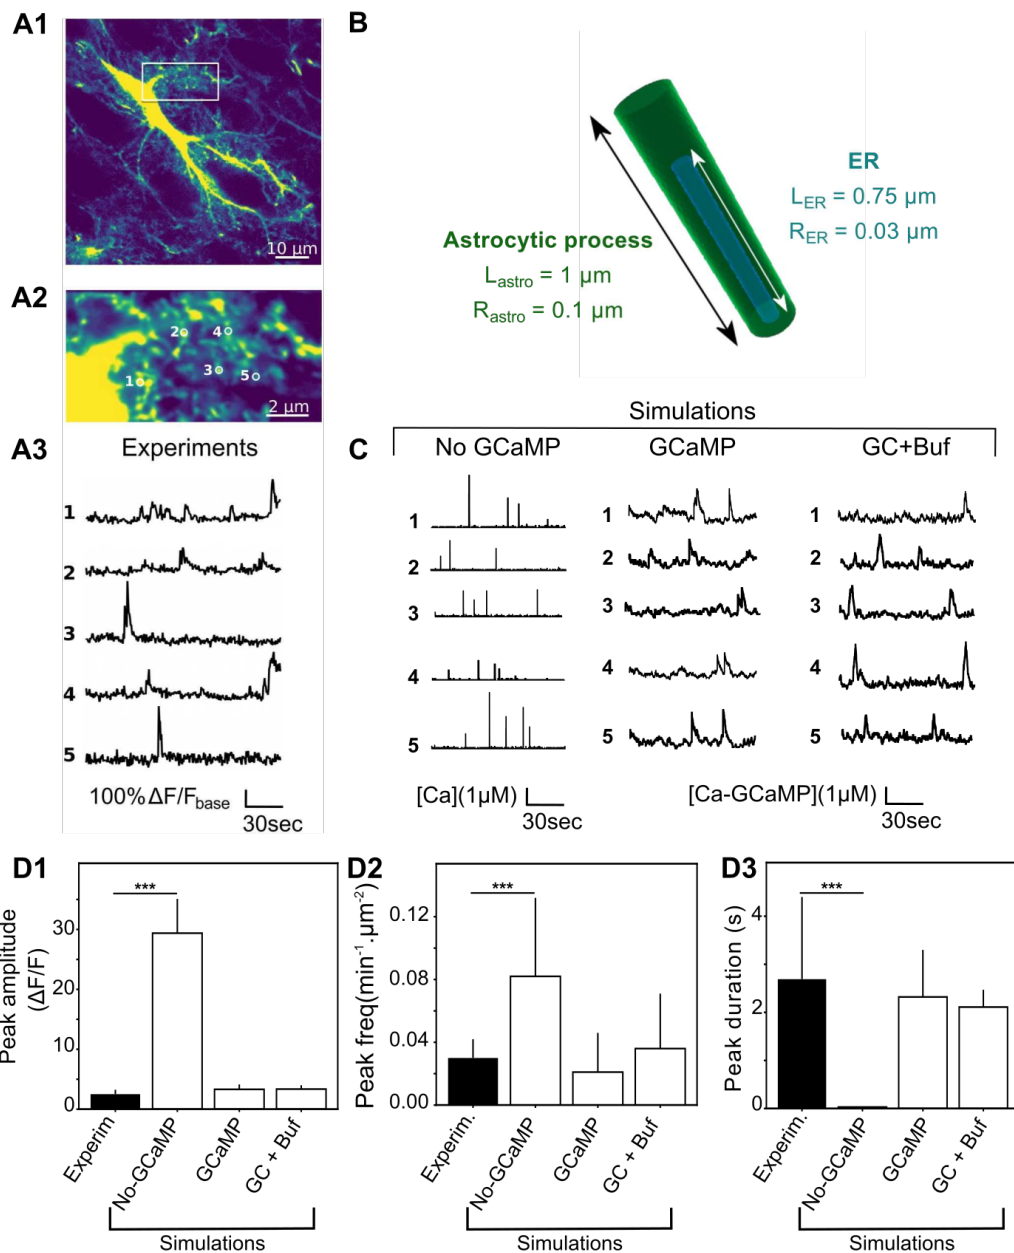 A1
10 µm
A2
2
4
3
5
1
2 µm
A3
Experiments
1
2
3
4
5
100% ΔF/F_base
30sec
B
ER
L_ER = 0.75 µm
R_ER = 0.03 µm
Astrocytic process
L_astro = 1 µm
R_astro = 0.1 µm
Simulations
C
No GCaMP
GCaMP
GC+Buf
1
2
3
4
5
1
2
3
4
5
1
2
3
4
5
[Ca](1µM)
30sec
[Ca-GCaMP](1µM)
30sec
D1
Peak amplitude
(ΔF/F)
30
20
10
0
***
Experim.
No-GCaMP
GCaMP
GC + Buf
Simulations
D2
Peak freq(min⁻¹.µm⁻²)
0.12
0.08
0.04
0.00
***
Experim.
No-GCaMP
GCaMP
GC + Buf
Simulations
D3
Peak duration (s)
4
2
0
***
Experim.
No-GCaMP
GCaMP
GC + Buf
Simulations